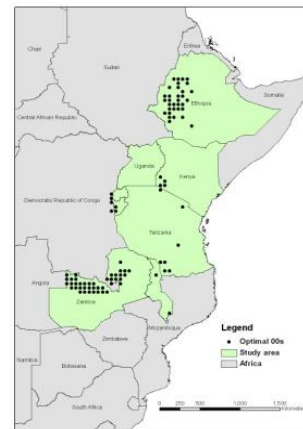 Chad
Sudan
Eritrea
Ethiopia
Somalia
Central African Republic
Uganda
Kenya
Democratic Republic of Congo
Tanzania
Angola
Zambia
Mozambique
Zimbabwe
Namibia
Botswana
South Africa
Legend
Optimal 00s
Study area
Africa
0 250 500 1,000 1,500
Kilometers